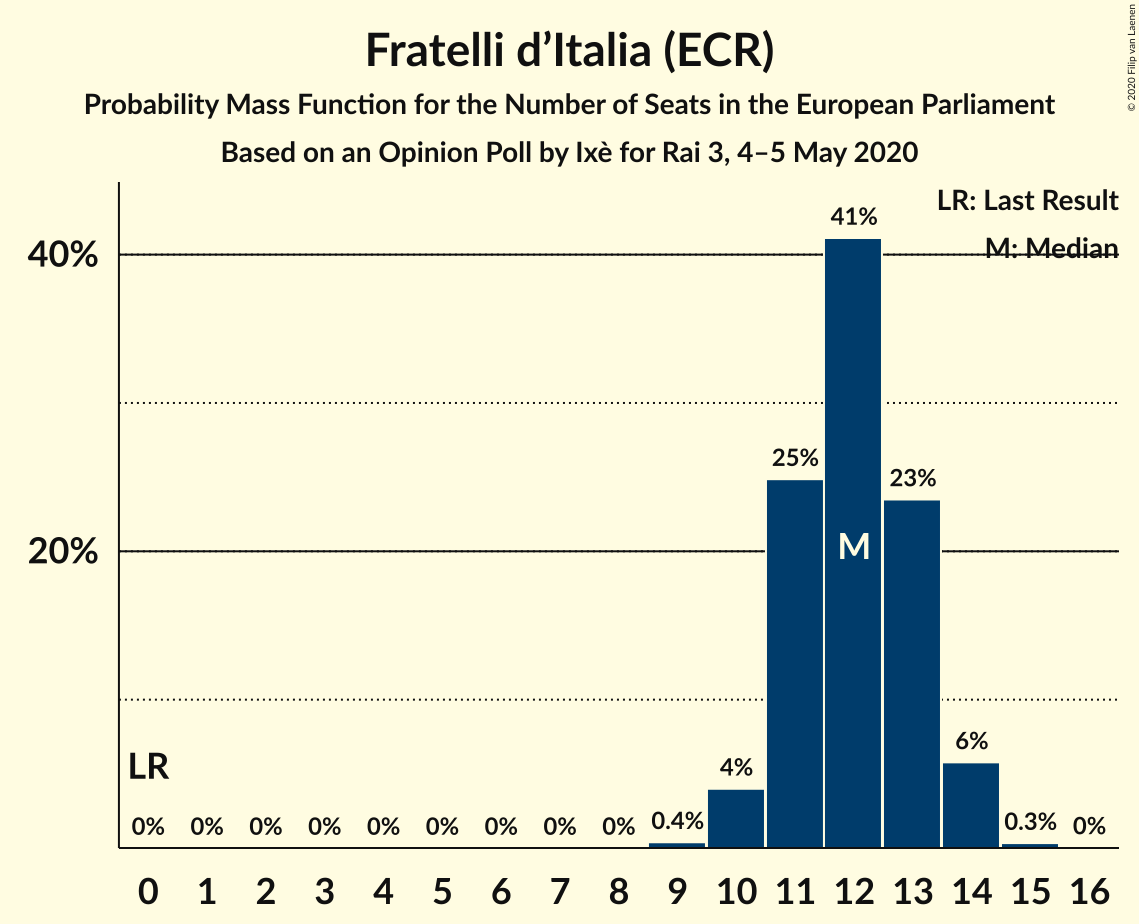 Fratelli d’Italia (ECR)
Probability Mass Function for the Number of Seats in the European Parliament
Based on an Opinion Poll by Ixè for Rai 3, 4–5 May 2020
© 2020 Filip van Laenen
LR: Last Result
M: Median
40%
20%
41%
25%
23%
M
6%
4%
LR
0% 0% 0% 0% 0% 0% 0% 0% 0% 0.4% 0.3% 0%
0 1 2 3 4 5 6 7 8 9 10 11 12 13 14 15 16